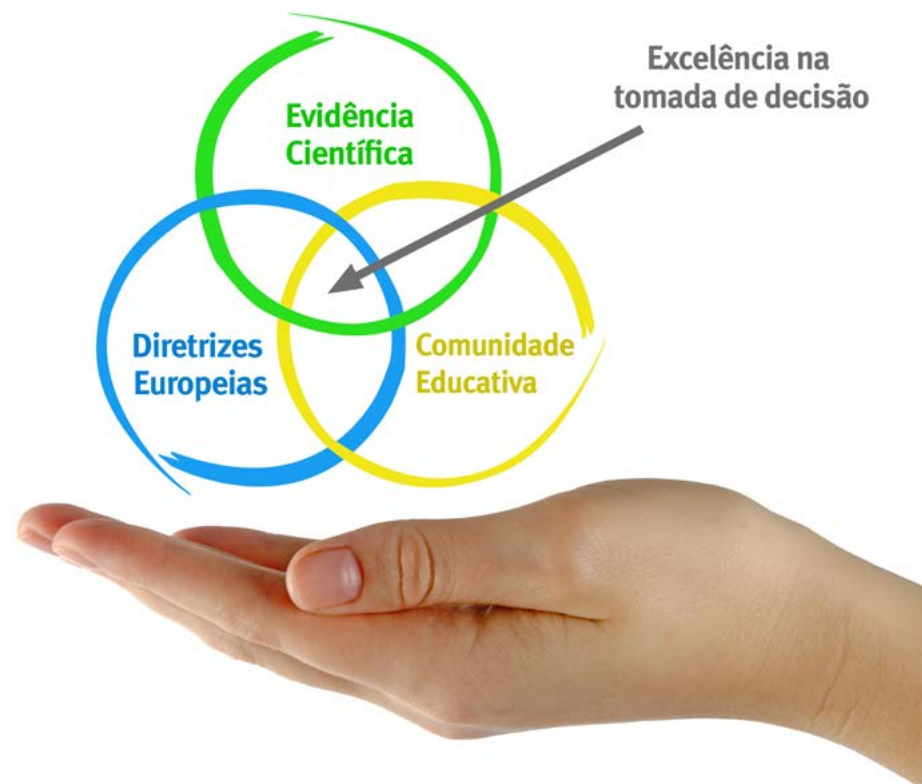 Excelência na
tomada de decisão
Evidência
Científica
Diretrizes
Europeias
Comunidade
Educativa